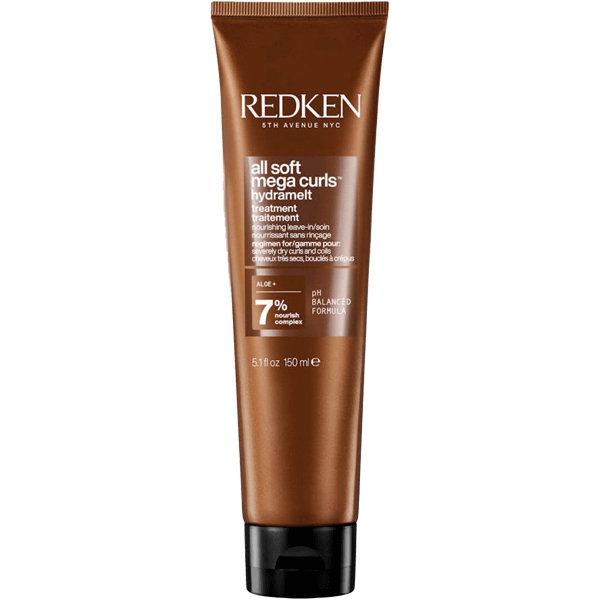 REDKEN
5TH AVENUE NYC
all soft
mega curls™
hydramelt
treatment
traitement
nourishing leave-in/soin
nourrissant sans rinçage
regimen for/gamme pour:
severely dry curls and coils
cheveux très secs, bouclés à crépus
ALOE +
7% nourish complex
pH
BALANCED
FORMULA
5.1 fl oz 150 ml ℮